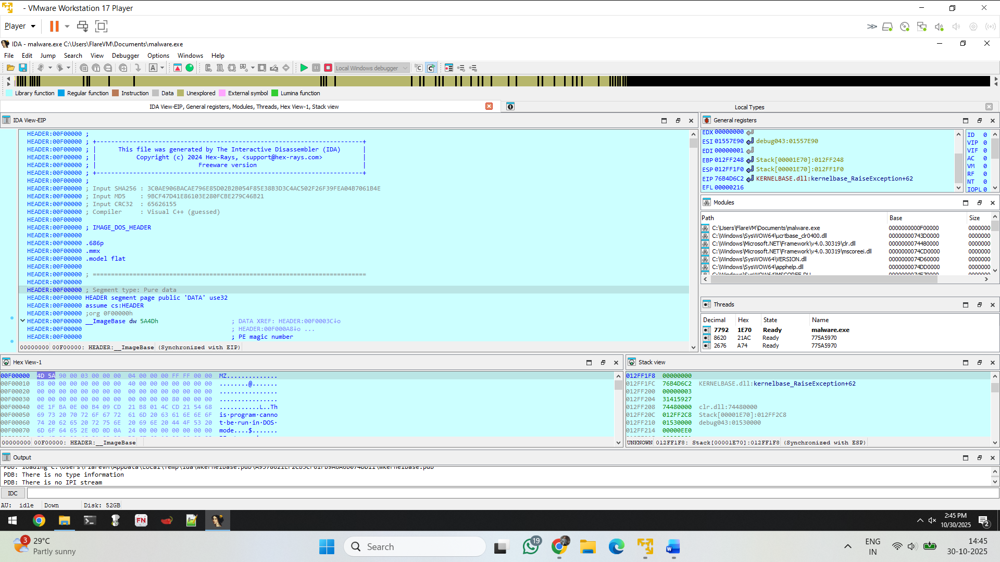 - VMware Workstation 17 Player
Player
IDA - malware.exe C:\Users\FlareVM\Documents\malware.exe
File Edit Jump Search View Debugger Options Windows Help
Local Windows debugger
Library function Regular function Instruction Data Unexplored External symbol Lumina function
IDA View-EIP, General registers, Modules, Threads, Hex View-1, Stack view
Local Types
IDA View-EIP
HEADER:00F00000 ;
HEADER:00F00000 ; +-------------------------------------------------------------------------+
HEADER:00F00000 ; | This file was generated by The Interactive Disassembler (IDA) |
HEADER:00F00000 ; | Copyright (c) 2024 Hex-Rays, <support@hex-rays.com> |
HEADER:00F00000 ; | Freeware version |
HEADER:00F00000 ; +-------------------------------------------------------------------------+
HEADER:00F00000 ;
HEADER:00F00000 ; Input SHA256 : 3C0AE906BACAE796E85D02B2B054F85E38B3D3C4AC502F26F39FEA04B7061B4E
HEADER:00F00000 ; Input MD5 : 9BCF47D41E86103E280FCBE279C46B21
HEADER:00F00000 ; Input CRC32 : 65626155
HEADER:00F00000 ; Compiler : Visual C++ (guessed)
HEADER:00F00000
HEADER:00F00000 ; IMAGE_DOS_HEADER
HEADER:00F00000
HEADER:00F00000 .686p
HEADER:00F00000 .mmx
HEADER:00F00000 .model flat
HEADER:00F00000
HEADER:00F00000 ; ===========================================================================
HEADER:00F00000
HEADER:00F00000 ; Segment type: Pure data
HEADER:00F00000 HEADER segment page public 'DATA' use32
HEADER:00F00000 assume cs:HEADER
HEADER:00F00000 ;org 0F00000h
HEADER:00F00000 __ImageBase dw 5A4Dh ; DATA XREF: HEADER:00F0003C↓o
HEADER:00F00000 ; HEADER:00F000A8↓o ...
HEADER:00F00000 ; PE magic number
00000000 00F00000: HEADER:__ImageBase (Synchronized with EIP)
General registers
EDX 00000000
ESI 01557E90 debug043:01557E90
EDI 00000001
EBP 012FF248 Stack[00001E70]:012FF248
ESP 012FF1F0 Stack[00001E70]:012FF1F0
EIP 76B4D6C2 KERNELBASE.dll:kernelbase_RaiseException+62
EFL 00000216
ID 0
VIP 0
VIF 0
AC 0
VM 0
RF 0
NT 0
IOPL 0
Modules
Path Base Size
C:\Users\FlareVM\Documents\malware.exe 0000000000F00000 0000000
C:\Windows\SysWOW64\ucrtbase_clr0400.dll 00000000743D0000 0000000
C:\Windows\Microsoft.NET\Framework\v4.0.30319\clr.dll 0000000074480000 0000000
C:\Windows\Microsoft.NET\Framework\v4.0.30319\mscoreei.dll 0000000074CD0000 0000000
C:\Windows\SysWOW64\VERSION.dll 0000000074D60000 0000000
C:\Windows\SysWOW64\apphelp.dll 0000000074DD0000 0000000
C:\Windows\SysWOW64\MSCOREE.DLL 0000000074E70000 0000000
Threads
Decimal Hex State Name
7792 1E70 Ready malware.exe
8620 21AC Ready 775A5970
2676 A74 Ready 775A5970
Hex View-1
00F00000 4D 5A 90 00 03 00 00 00 04 00 00 00 FF FF 00 00 MZ..............
00F00010 B8 00 00 00 00 00 00 00 40 00 00 00 00 00 00 00 ........@.......
00F00020 00 00 00 00 00 00 00 00 00 00 00 00 00 00 00 00 ................
00F00030 00 00 00 00 00 00 00 00 00 00 00 00 80 00 00 00 ................
00F00040 0E 1F BA 0E 00 B4 09 CD 21 B8 01 4C CD 21 54 68 ...........L..Th
00F00050 69 73 20 70 72 6F 67 72 61 6D 20 63 61 6E 6E 6F is·program·canno
00F00060 74 20 62 65 20 72 75 6E 20 69 6E 20 44 4F 53 20 t·be·run·in·DOS·
00F00070 6D 6F 64 65 2E 0D 0D 0A 24 00 00 00 00 00 00 00 mode....$.......
00000000 00F00000: HEADER:__ImageBase
Stack view
012FF1F8 00000000
012FF1FC 76B4D6C2 KERNELBASE.dll:kernelbase_RaiseException+62
012FF200 00000003
012FF204 31415927
012FF208 74480000 clr.dll:74480000
012FF20C 012FF2C8 Stack[00001E70]:012FF2C8
012FF210 01530000 debug043:01530000
012FF214 00000EE0
UNKNOWN 012FF1F8: Stack[00001E70]:012FF1F8 (Synchronized with ESP)
Output
PDB: There is no type information
PDB: There is no IPI stream
IDC
AU: idle Down Disk: 52GB
FN
2:45 PM
10/30/2025
2
3
29°C
Partly sunny
Search
19
ENG
IN
14:45
30-10-2025